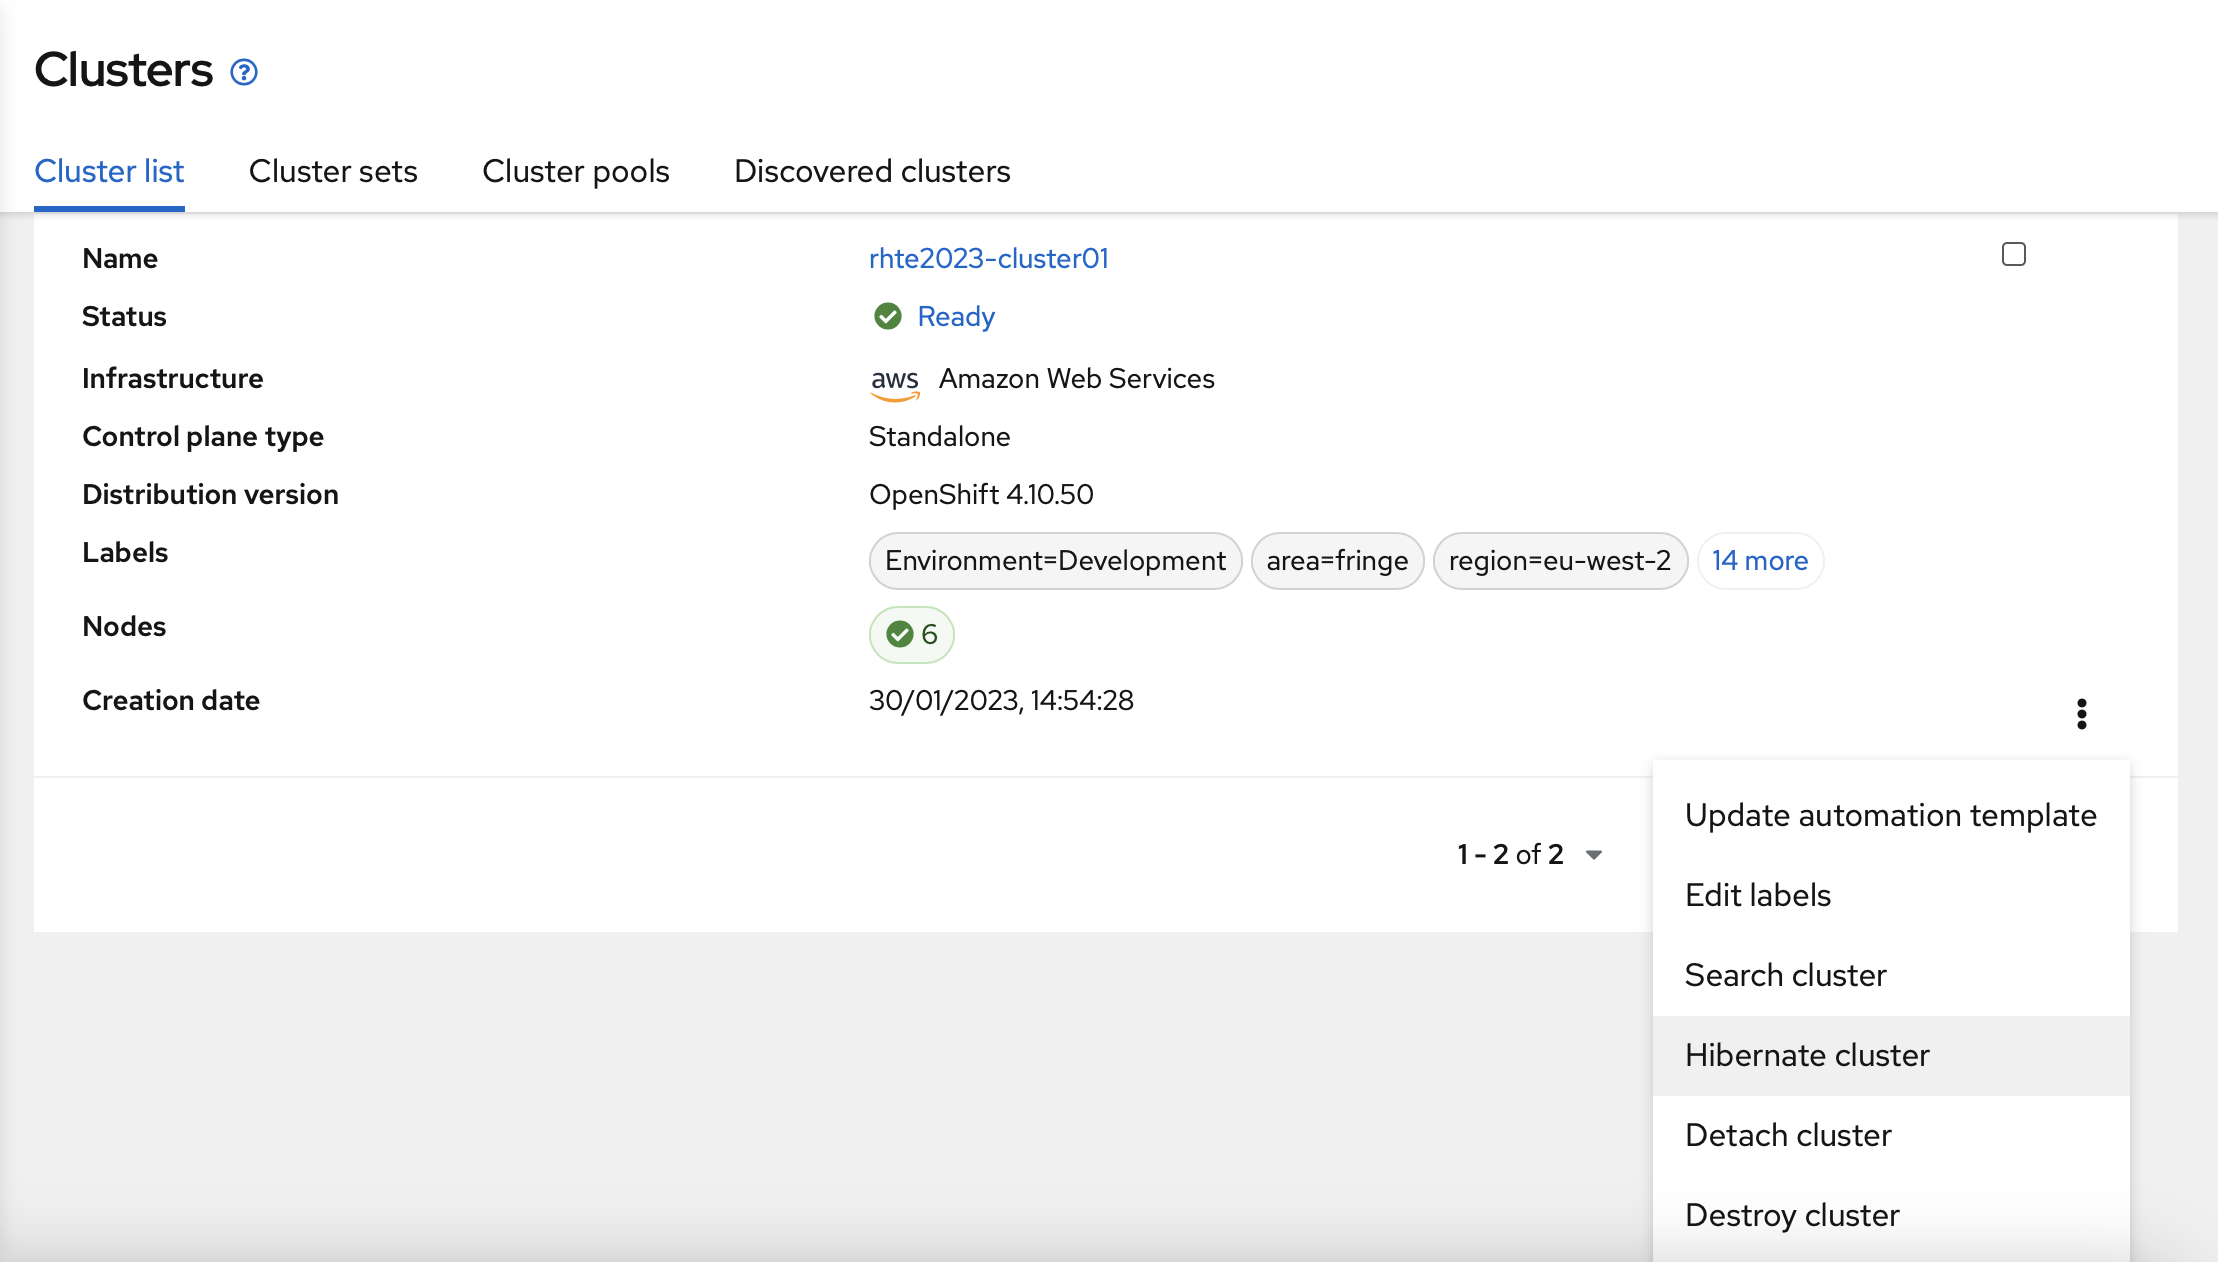 Clusters ?
Cluster list Cluster sets Cluster pools Discovered clusters
Name rhte2023-cluster01
Status Ready
Infrastructure aws Amazon Web Services
Control plane type Standalone
Distribution version OpenShift 4.10.50
Labels Environment=Development area=fringe region=eu-west-2 14 more
Nodes 6
Creation date 30/01/2023, 14:54:28
1 - 2 of 2
Update automation template
Edit labels
Search cluster
Hibernate cluster
Detach cluster
Destroy cluster